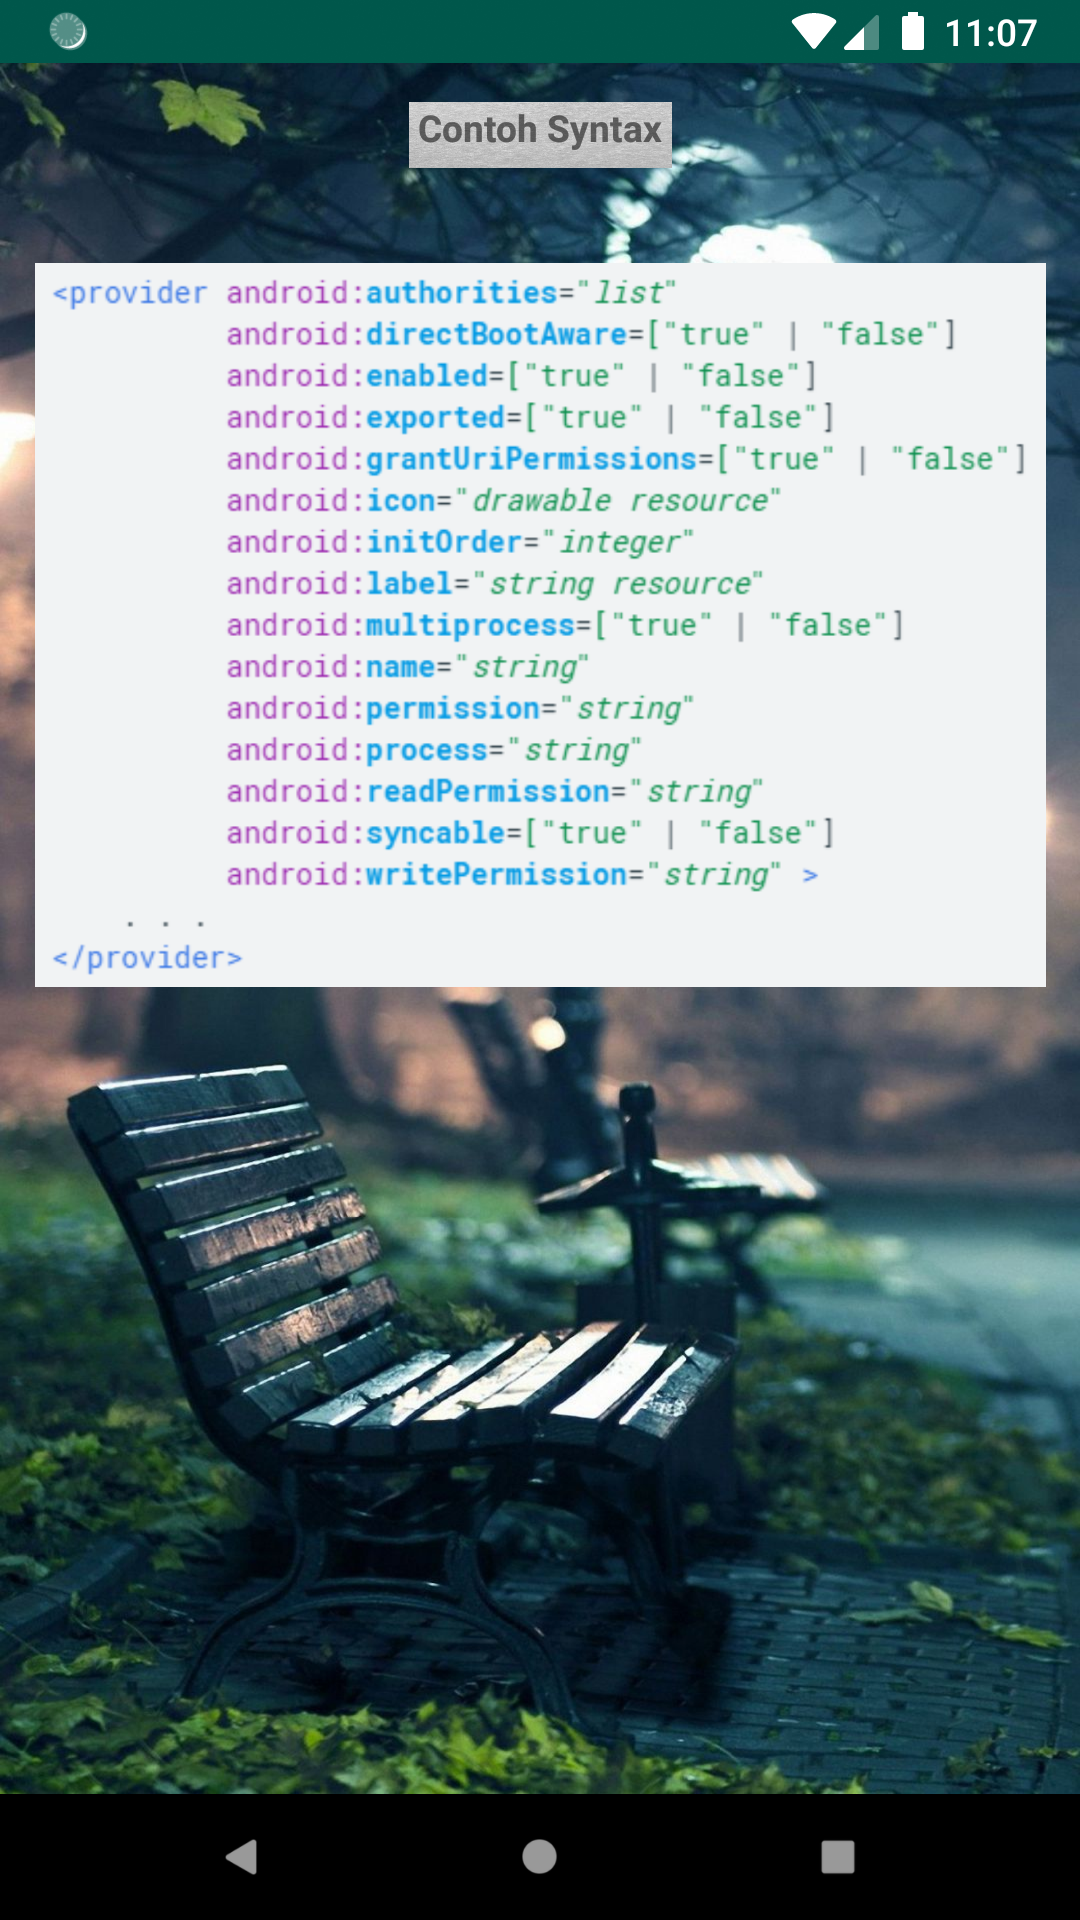 11:07
Contoh Syntax
<provider android:authorities="list"
android:directBootAware=["true" | "false"]
android:enabled=["true" | "false"]
android:exported=["true" | "false"]
android:grantUriPermissions=["true" | "false"]
android:icon="drawable resource"
android:initOrder="integer"
android:label="string resource"
android:multiprocess=["true" | "false"]
android:name="string"
android:permission="string"
android:process="string"
android:readPermission="string"
android:syncable=["true" | "false"]
android:writePermission="string" >
. . .
</provider>